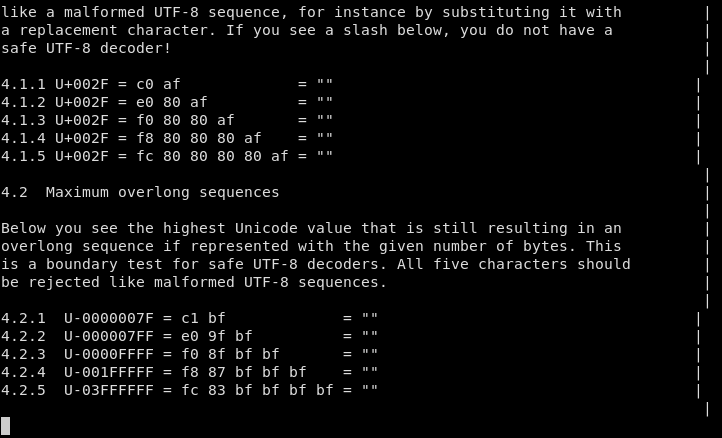 like a malformed UTF-8 sequence, for instance by substituting it with         |
a replacement character. If you see a slash below, you do not have a          |
safe UTF-8 decoder!                                                           |
                                                                              |
4.1.1 U+002F = c0 af             = ""                                        |
4.1.2 U+002F = e0 80 af          = ""                                        |
4.1.3 U+002F = f0 80 80 af       = ""                                        |
4.1.4 U+002F = f8 80 80 80 af    = ""                                        |
4.1.5 U+002F = fc 80 80 80 80 af = ""                                        |
                                                                              |
4.2  Maximum overlong sequences                                               |
                                                                              |
Below you see the highest Unicode value that is still resulting in an         |
overlong sequence if represented with the given number of bytes. This         |
is a boundary test for safe UTF-8 decoders. All five characters should        |
be rejected like malformed UTF-8 sequences.                                   |
                                                                              |
4.2.1  U-0000007F = c1 bf             = ""                                   |
4.2.2  U-000007FF = e0 9f bf          = ""                                   |
4.2.3  U-0000FFFF = f0 8f bf bf       = ""                                   |
4.2.4  U-001FFFFF = f8 87 bf bf bf    = ""                                   |
4.2.5  U-03FFFFFF = fc 83 bf bf bf bf = ""                                   |
                                                                              |